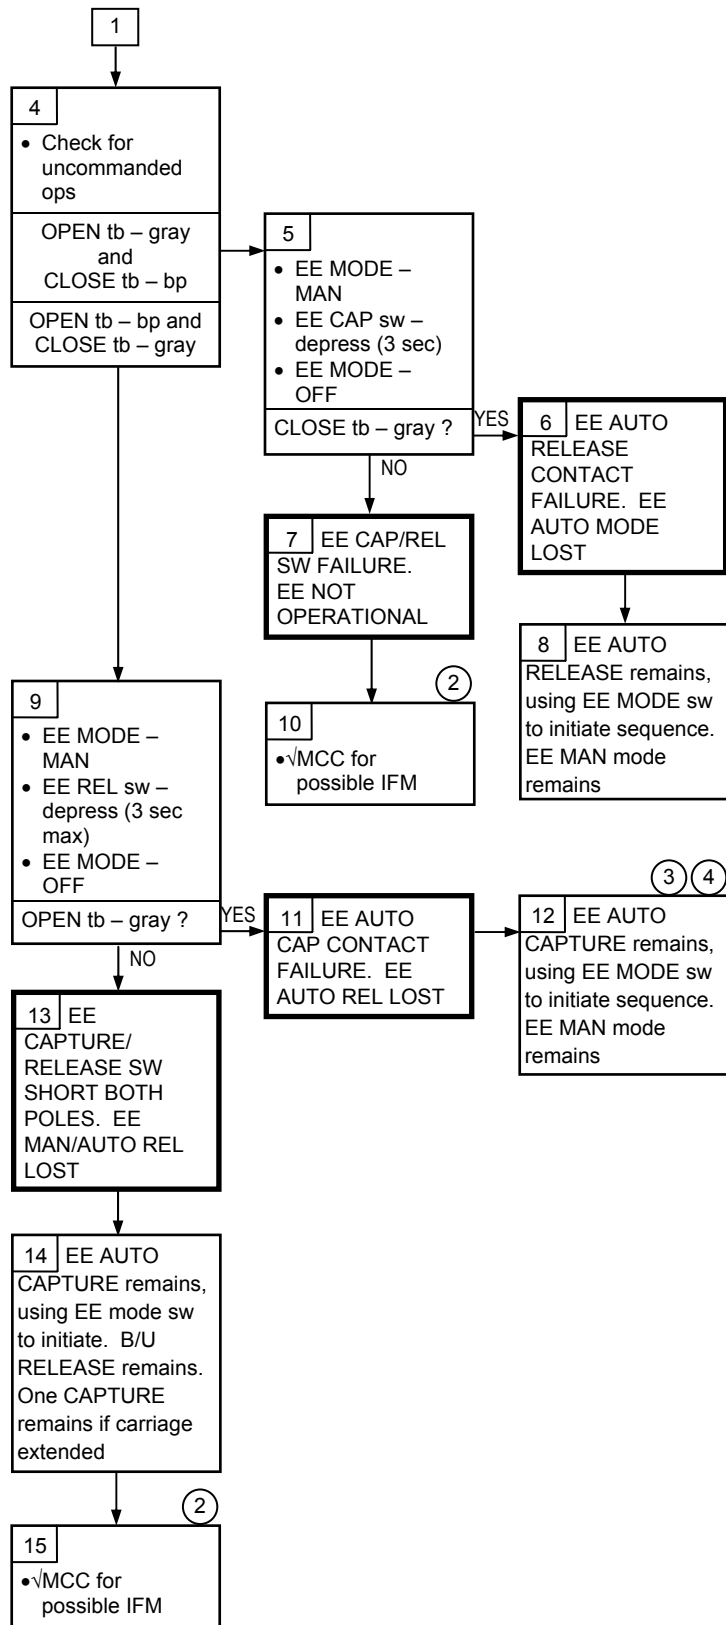 1
4
• Check for
uncommanded
ops
OPEN tb – gray
and
CLOSE tb – bp
OPEN tb – bp and
CLOSE tb – gray
5
• EE MODE –
MAN
• EE CAP sw –
depress (3 sec)
• EE MODE –
OFF
CLOSE tb – gray ?
YES
NO
6 EE AUTO
RELEASE
CONTACT
FAILURE. EE
AUTO MODE
LOST
7 EE CAP/REL
SW FAILURE.
EE NOT
OPERATIONAL
8 EE AUTO
RELEASE remains,
using EE MODE sw
to initiate sequence.
EE MAN mode
remains
2
10
•√MCC for
possible IFM
9
• EE MODE –
MAN
• EE REL sw –
depress (3 sec
max)
• EE MODE –
OFF
OPEN tb – gray ?
YES
NO
11 EE AUTO
CAP CONTACT
FAILURE. EE
AUTO REL LOST
3 4
12 EE AUTO
CAPTURE remains,
using EE MODE sw
to initiate sequence.
EE MAN mode
remains
13 EE
CAPTURE/
RELEASE SW
SHORT BOTH
POLES. EE
MAN/AUTO REL
LOST
14 EE AUTO
CAPTURE remains,
using EE mode sw
to initiate. B/U
RELEASE remains.
One CAPTURE
remains if carriage
extended
2
15
•√MCC for
possible IFM